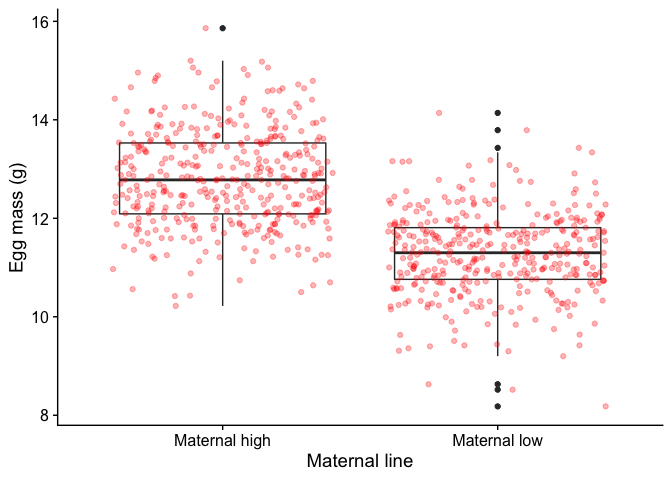 Egg mass (g)
16
14
12
10
8
Maternal high
Maternal low
Maternal line